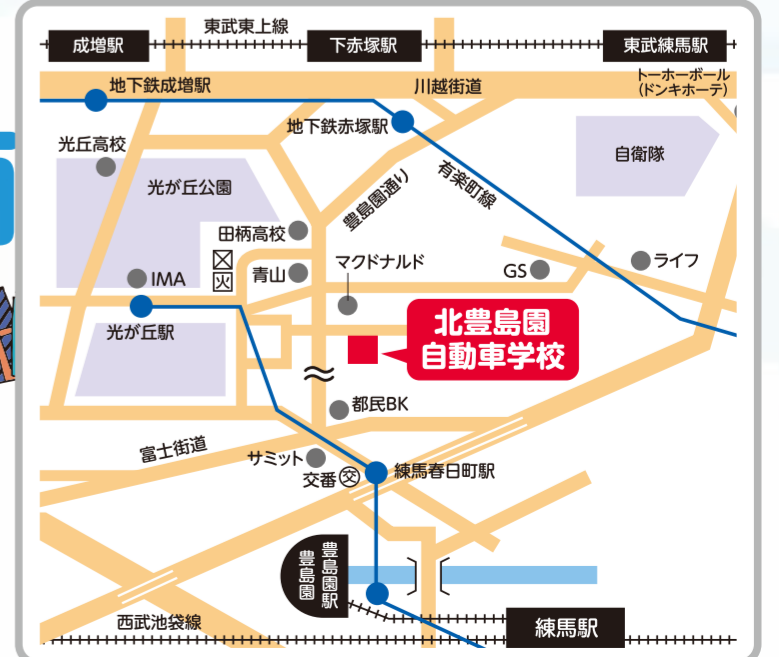 東武東上線
成増駅
下赤塚駅
東武練馬駅
地下鉄成増駅
川越街道
トーホーボール
(ドンキホーテ)
地下鉄赤塚駅
光丘高校
自衛隊
光が丘公園
豊島園通り
有楽町線
田柄高校
マクドナルド
火
青山
GS
ライフ
IMA
光が丘駅
北豊島園
自動車学校
都民BK
富士街道
サミット
交番
交
練馬春日町駅
豊島園駅
豊島園
西武池袋線
練馬駅